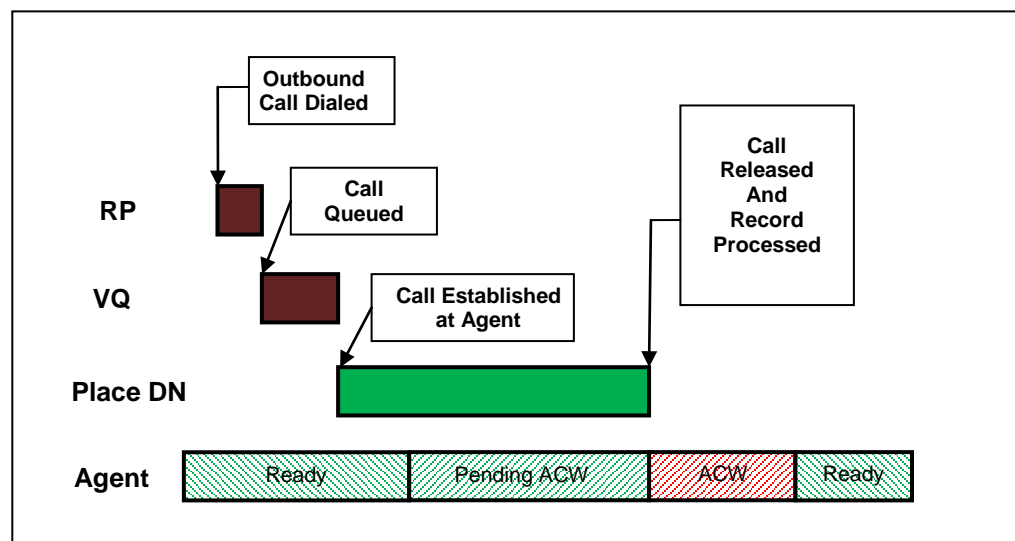 Outbound
Call Dialed
Call
Queued
Call
Released
And
Record
Processed
RP
VQ
Call Established
at Agent
Place DN
Agent
Ready
Pending ACW
ACW
Ready